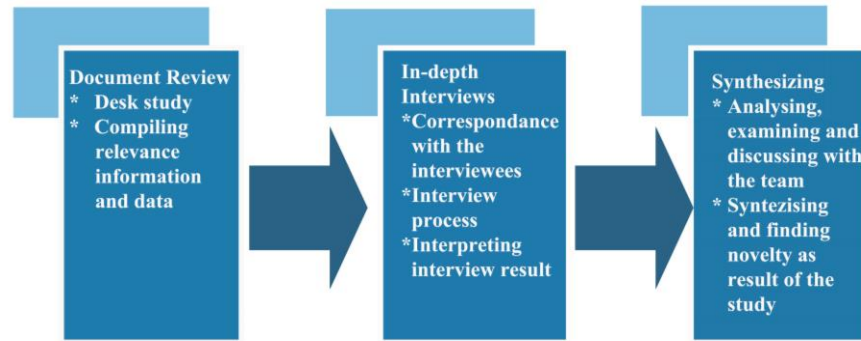 Document Review
* Desk study
* Compiling
relevance
information
and data
In-depth
Interviews
*Correspondance
with the
interviewees
*Interview
process
*Interpreting
interview result
Synthesizing
* Analysing,
examining and
discussing with
the team
* Syntezising
and finding
novelty as
result of the
study